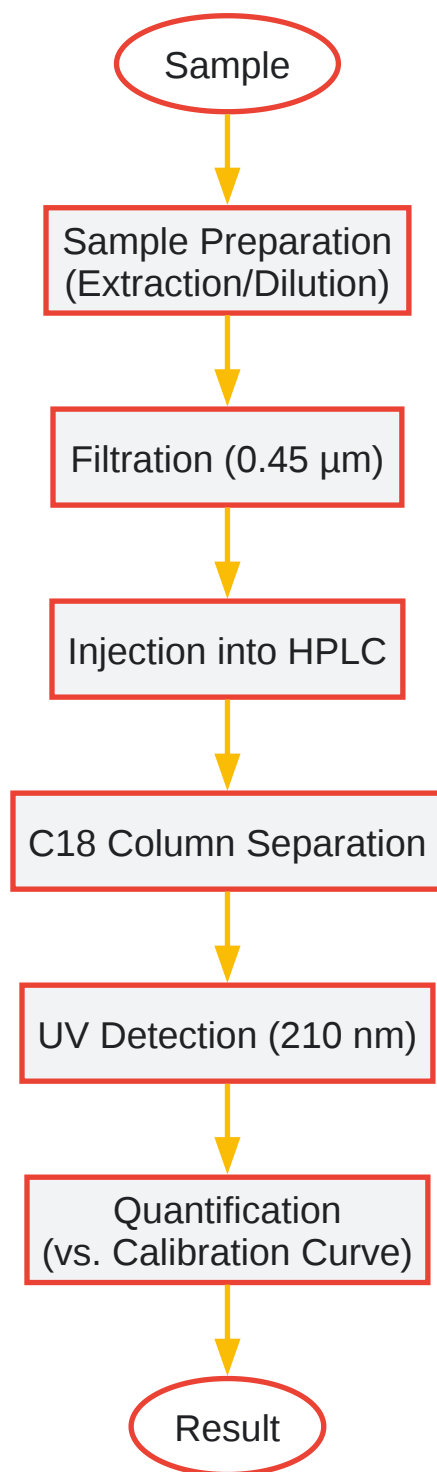 Sample
Sample Preparation
(Extraction/Dilution)
Filtration (0.45 µm)
Injection into HPLC
C18 Column Separation
UV Detection (210 nm)
Quantification
(vs. Calibration Curve)
Result